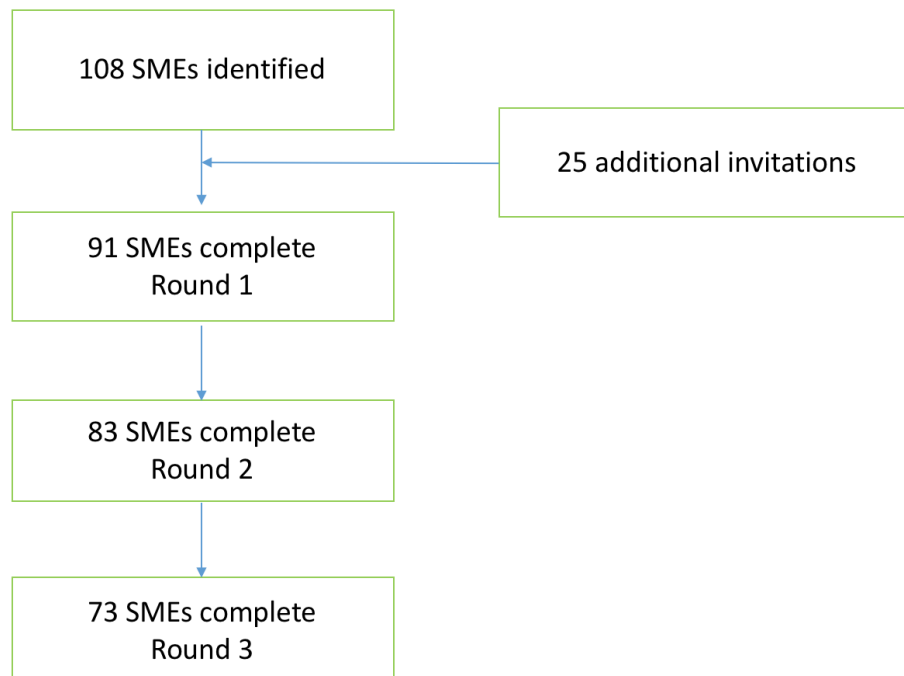 108 SMEs identified
25 additional invitations
91 SMEs complete
Round 1
83 SMEs complete
Round 2
73 SMEs complete
Round 3